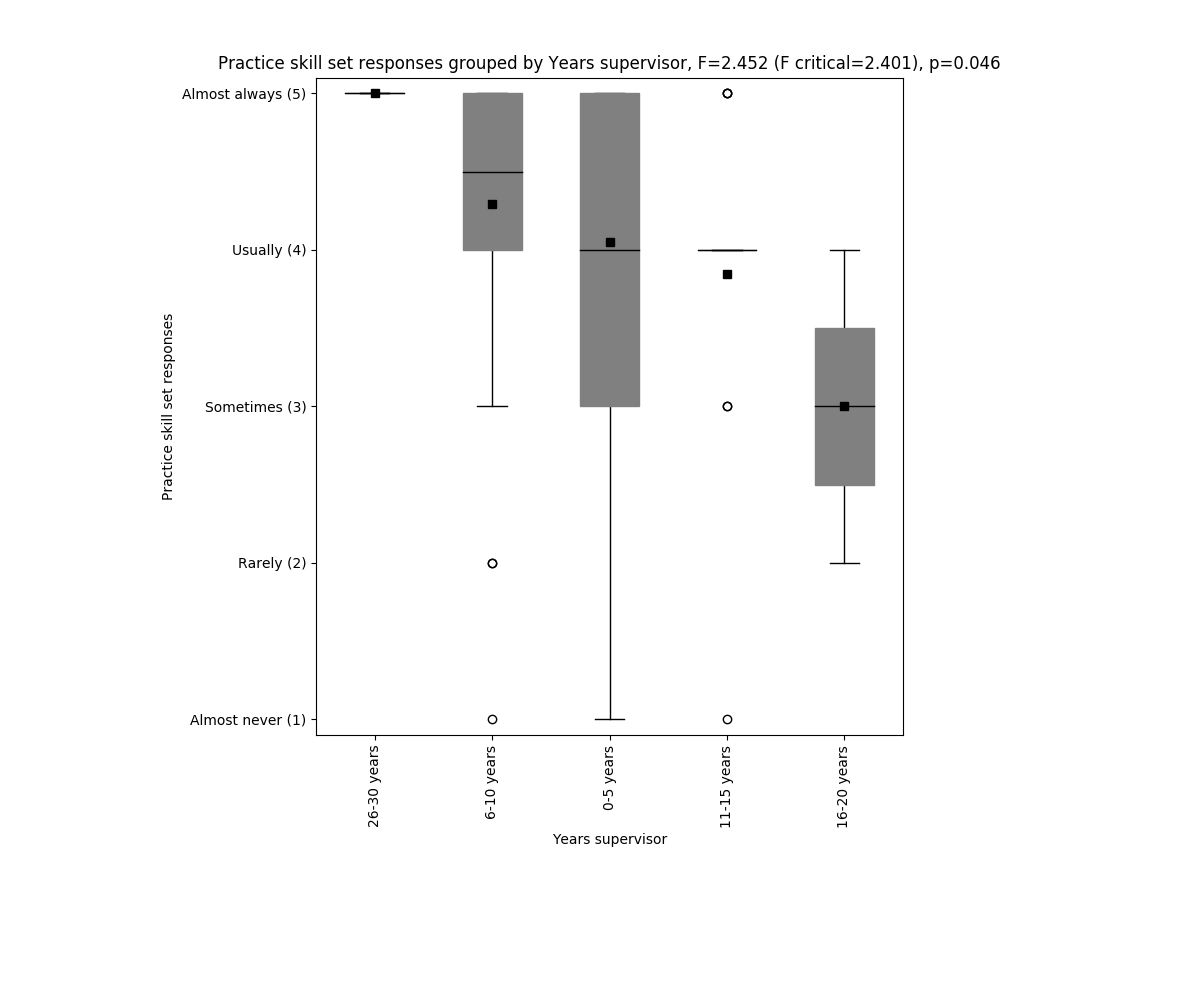 Practice skill set responses grouped by Years supervisor, F=2.452 (F critical=2.401), p=0.046
Almost always (5)
Usually (4)
Sometimes (3)
Rarely (2)
Almost never (1)
Practice skill set responses
26-30 years
6-10 years
0-5 years
11-15 years
16-20 years
Years supervisor